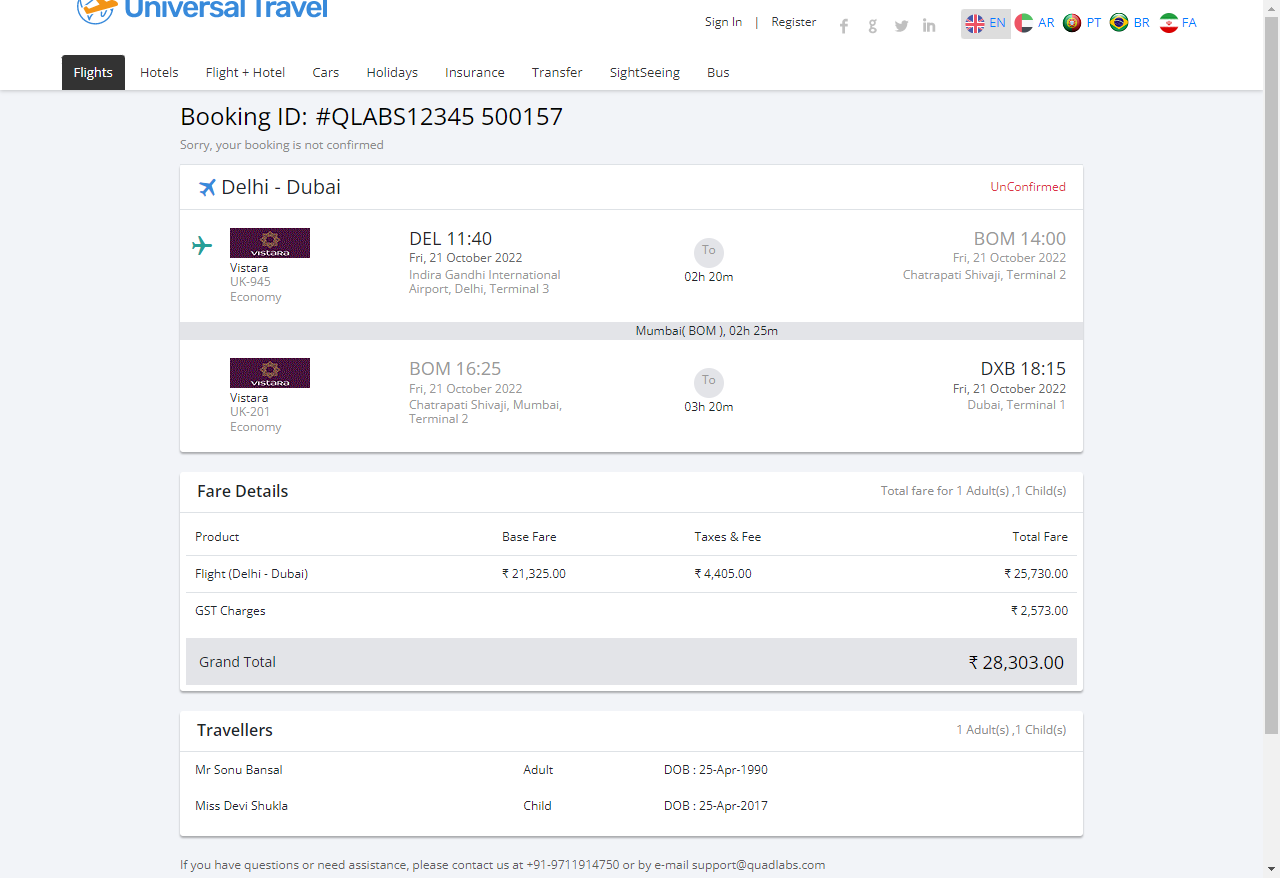 Universal Travel
Sign In | Register
EN AR PT BR FA
Flights Hotels Flight + Hotel Cars Holidays Insurance Transfer SightSeeing Bus
Booking ID: #QLABS12345 500157
Sorry, your booking is not confirmed
Delhi - Dubai UnConfirmed
vistara
Vistara
UK-945
Economy
DEL 11:40
Fri, 21 October 2022
Indira Gandhi International
Airport, Delhi, Terminal 3
To
02h 20m
BOM 14:00
Fri, 21 October 2022
Chatrapati Shivaji, Terminal 2
Mumbai( BOM ), 02h 25m
vistara
Vistara
UK-201
Economy
BOM 16:25
Fri, 21 October 2022
Chatrapati Shivaji, Mumbai,
Terminal 2
To
03h 20m
DXB 18:15
Fri, 21 October 2022
Dubai, Terminal 1
Fare Details Total fare for 1 Adult(s) ,1 Child(s)
Product Base Fare Taxes & Fee Total Fare
Flight (Delhi - Dubai) ₹ 21,325.00 ₹ 4,405.00 ₹ 25,730.00
GST Charges ₹ 2,573.00
Grand Total ₹ 28,303.00
Travellers 1 Adult(s) ,1 Child(s)
Mr Sonu Bansal Adult DOB : 25-Apr-1990
Miss Devi Shukla Child DOB : 25-Apr-2017
If you have questions or need assistance, please contact us at +91-9711914750 or by e-mail support@quadlabs.com